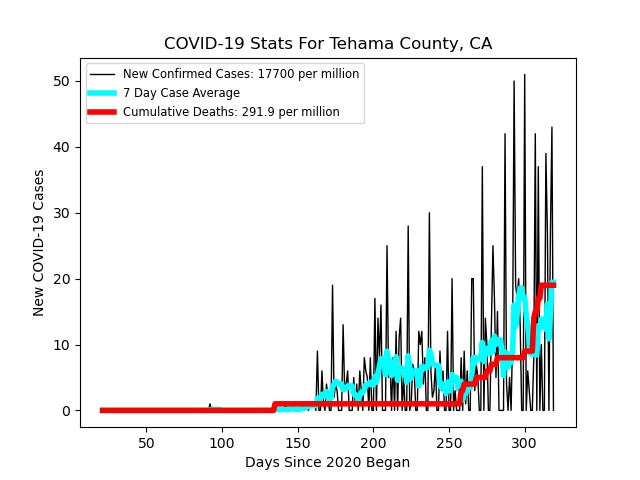 COVID-19 Stats For Tehama County, CA
New Confirmed Cases: 17700 per million
7 Day Case Average
Cumulative Deaths: 291.9 per million
New COVID-19 Cases
50
40
30
20
10
0
50 100 150 200 250 300
Days Since 2020 Began